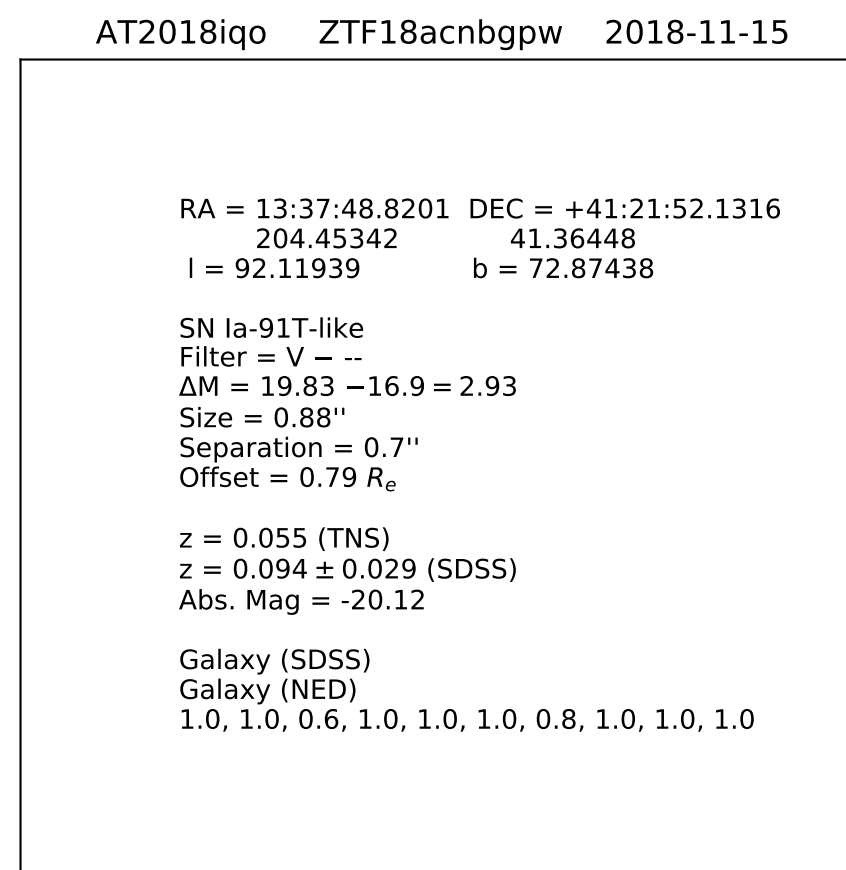 AT2018iqo ZTF18acnbgpw 2018-11-15
RA = 13:37:48.8201 DEC = +41:21:52.1316
204.45342 41.36448
l = 92.11939 b = 72.87438
SN Ia-91T-like
Filter = V − --
ΔM = 19.83 −16.9 = 2.93
Size = 0.88''
Separation = 0.7''
Offset = 0.79 Re
z = 0.055 (TNS)
z = 0.094 ± 0.029 (SDSS)
Abs. Mag = -20.12
Galaxy (SDSS)
Galaxy (NED)
1.0, 1.0, 0.6, 1.0, 1.0, 1.0, 0.8, 1.0, 1.0, 1.0